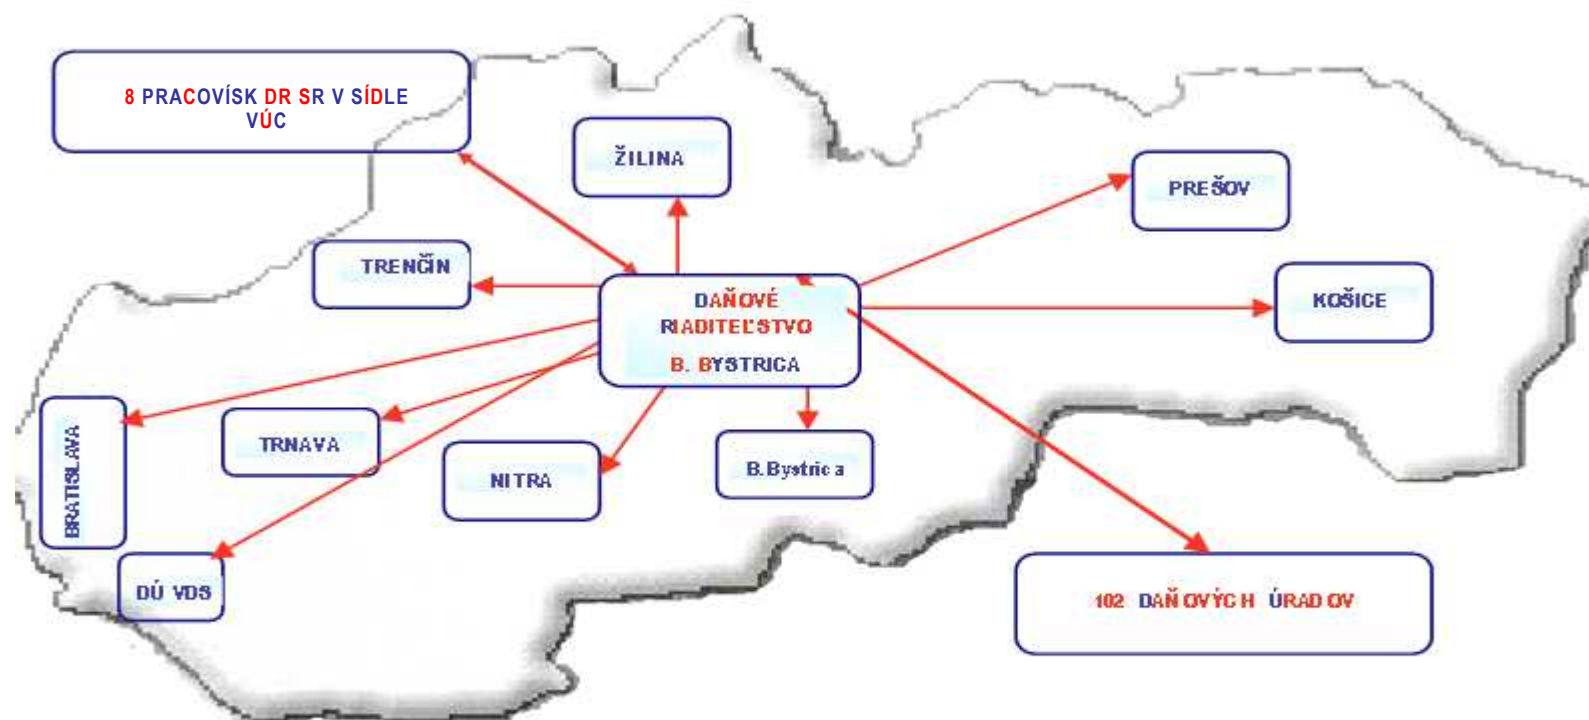 8 PRACOVÍSK DR SR V SÍDLE
VÚC
ŽILINA
PREŠOV
TRENČÍN
DAŇOVÉ
RIADITEĽSTVO
B. BYSTRICA
KOŠICE
BRATISLAVA
TRNAVA
NITRA
B.Bystrica
DÚ VDS
102 DAŇOVÝCH ÚRADOV